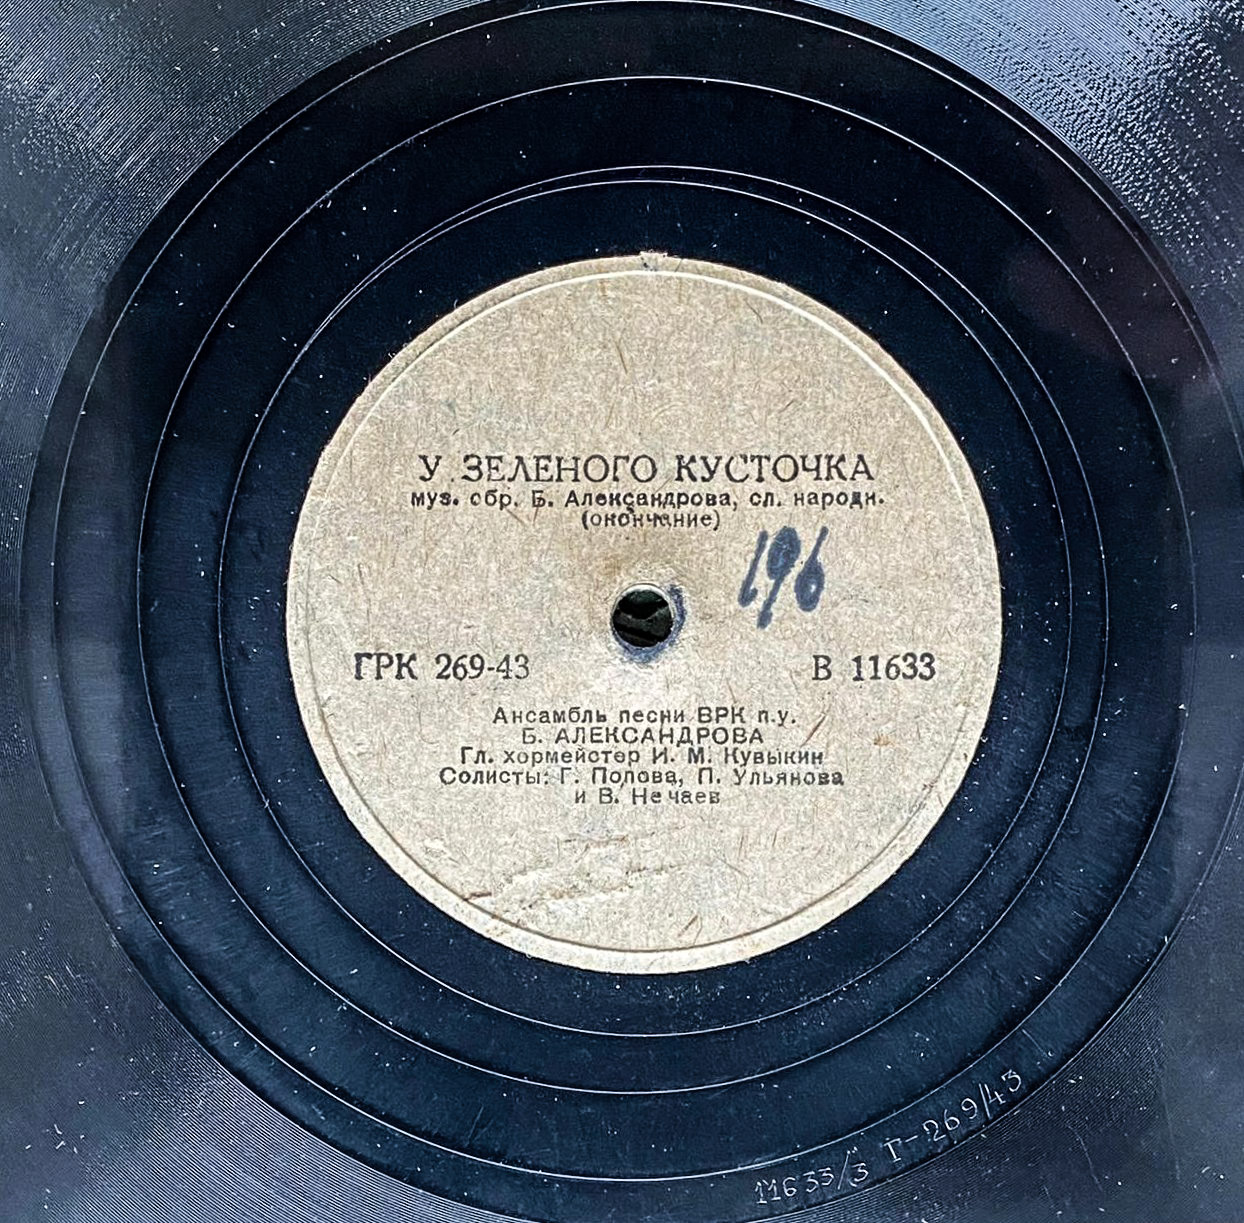 У ЗЕЛЕНОГО КУСТОЧКА
муз. обр. Б. Александрова, сл. народн.
(окончание)
196
ГРК 269-43 В 11633
Ансамбль песни ВРК п.у.
Б. АЛЕКСАНДРОВА
Гл. хормейстер И. М. Кувыкин
Солисты: Г. Попова, П. Ульянова
и В. Нечаев
11633/3 Г-269/43